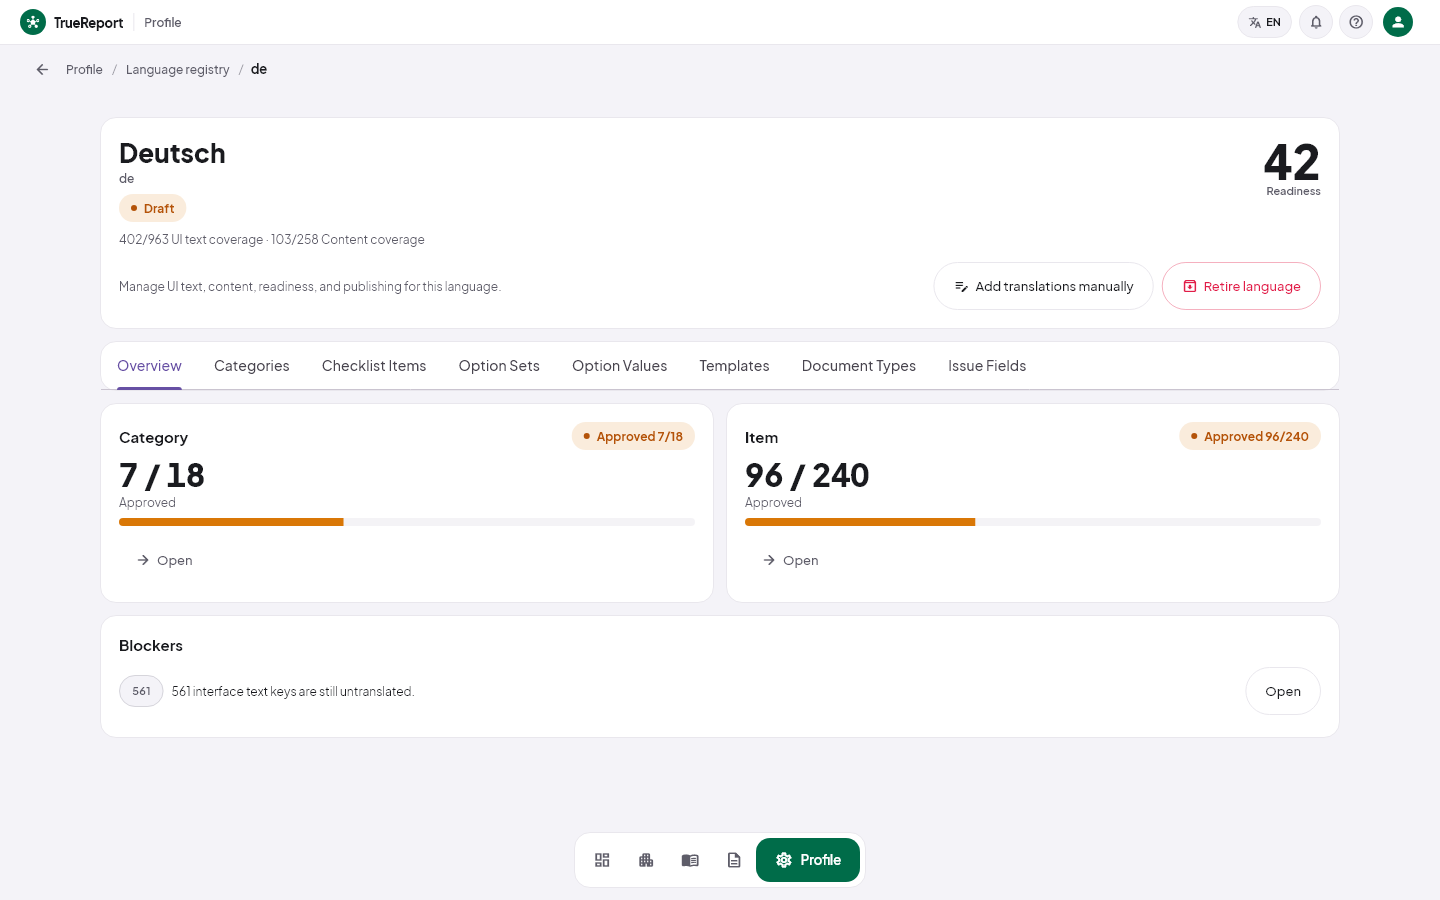 TrueReport
Profile
EN
Profile / Language registry / de
Deutsch
42
Readiness
de
Draft
402/963 UI text coverage · 103/258 Content coverage
Manage UI text, content, readiness, and publishing for this language.
Add translations manually
Retire language
Overview
Categories
Checklist Items
Option Sets
Option Values
Templates
Document Types
Issue Fields
Category
Approved 7/18
7 / 18
Approved
Open
Item
Approved 96/240
96 / 240
Approved
Open
Blockers
561
561 interface text keys are still untranslated.
Open
Profile